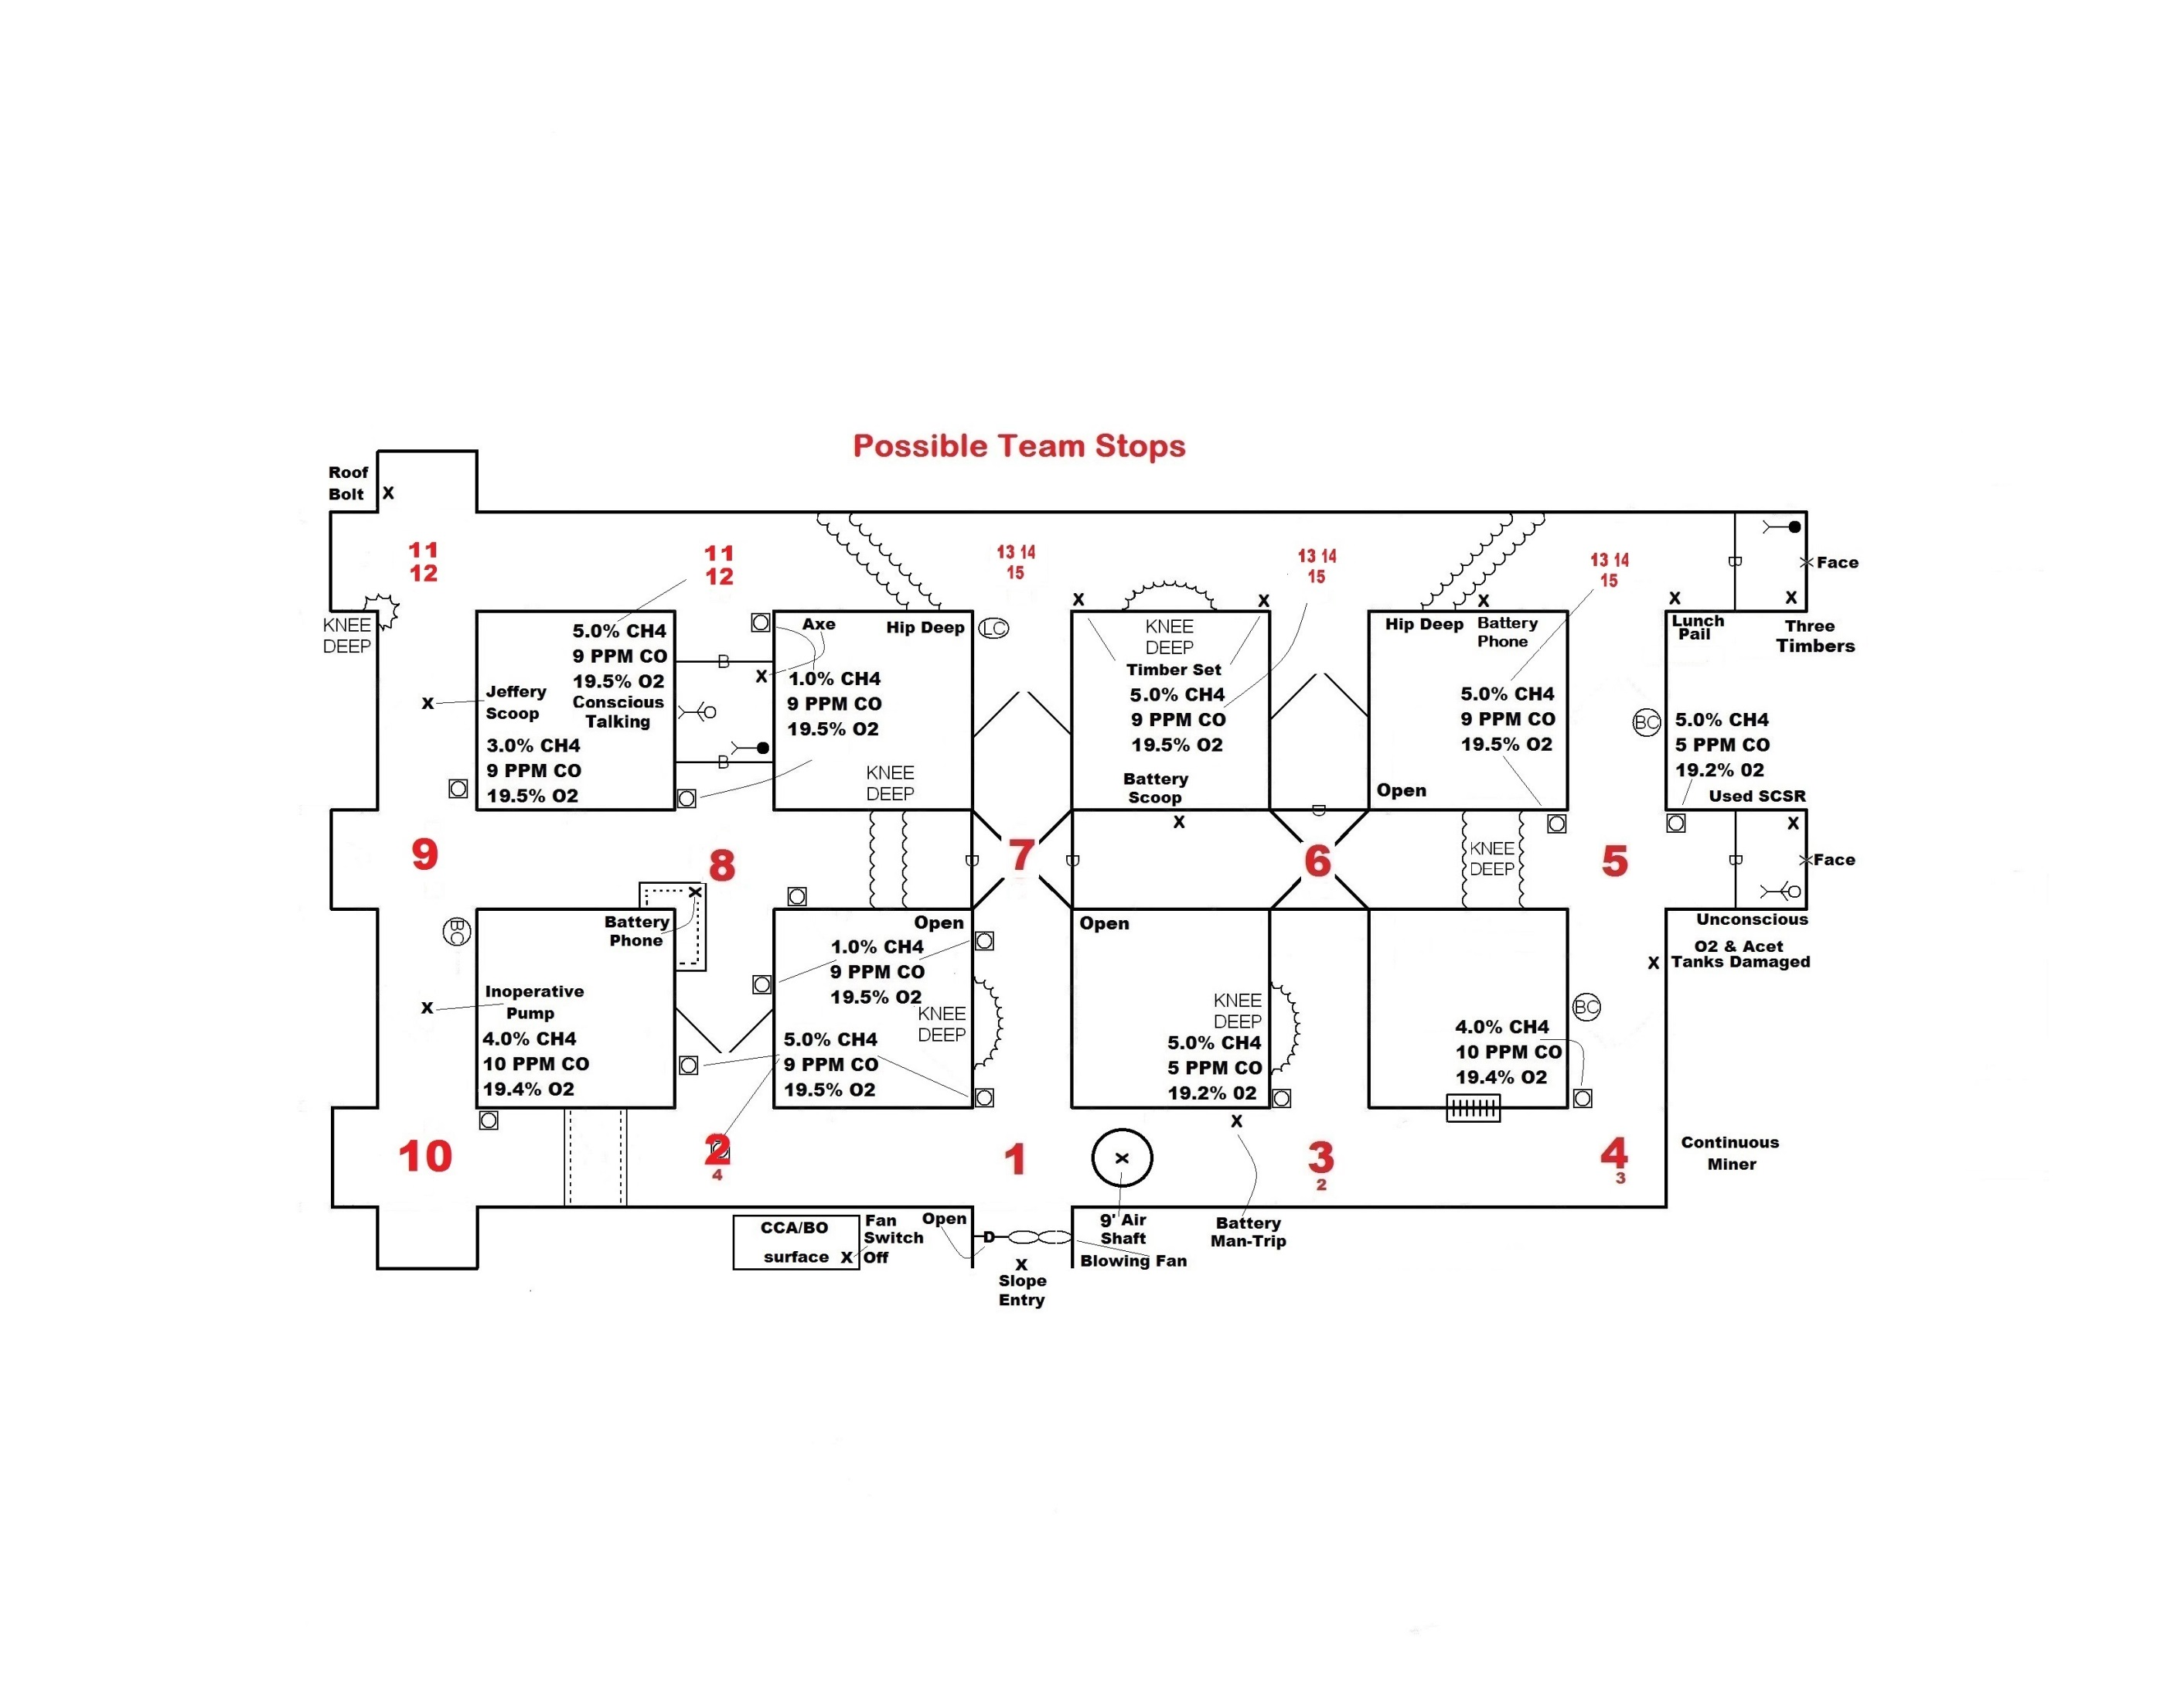 Possible Team Stops
Roof
Bolt
X
11
12
11
12
13 14
15
13 14
15
13 14
15
B
X Face
X
X
X
X
X
KNEE
DEEP
5.0% CH4
9 PPM CO
19.5% O2
Conscious
Talking
Jeffery
Scoop
X
3.0% CH4
9 PPM CO
19.5% O2
B
B
X
Axe
Hip Deep
LC
1.0% CH4
9 PPM CO
19.5% O2
KNEE
DEEP
KNEE
DEEP
Timber Set
5.0% CH4
9 PPM CO
19.5% O2
Battery
Scoop
X
Hip Deep
Battery
Phone
5.0% CH4
9 PPM CO
19.5% O2
Open
Lunch
Pail
Three
Timbers
BC
5.0% CH4
5 PPM CO
19.2% 02
Used SCSR
X
9
8
7
6
KNEE
DEEP
5
B
X Face
D
D
D
BC
X
Battery
Phone
Inoperative
Pump
X
4.0% CH4
10 PPM CO
19.4% O2
Open
1.0% CH4
9 PPM CO
19.5% O2
KNEE
DEEP
5.0% CH4
9 PPM CO
19.5% O2
Open
KNEE
DEEP
5.0% CH4
5 PPM CO
19.2% 02
BC
4.0% CH4
10 PPM CO
19.4% O2
Unconscious
O2 & Acet
X Tanks Damaged
10
2
4
1
X
X
3
2
4
3
Continuous
Miner
CCA/BO
surface X
Fan
Switch
Off
Open
D
X
Slope
Entry
9' Air
Shaft
Blowing Fan
Battery
Man-Trip